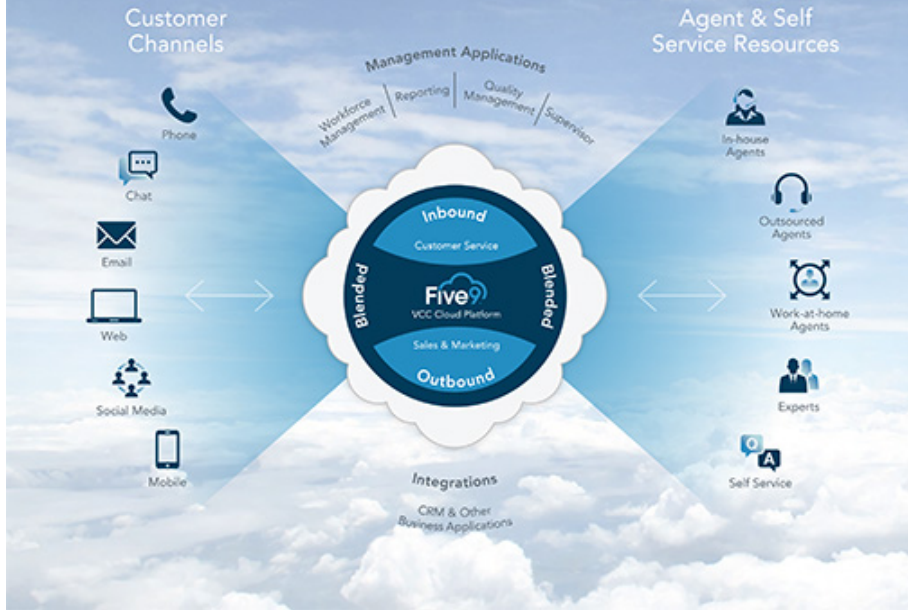 Customer
Channels
Agent & Self
Service Resources
Management Applications
Workforce
Management
Reporting
Quality
Management
Supervisor
Phone
Chat
Email
Web
Social Media
Mobile
In-house
Agents
Outsourced
Agents
Work-at-home
Agents
Experts
Q
A
Self Service
Inbound
Customer Service
Blended
Five9
VCC Cloud Platform
Blended
Sales & Marketing
Outbound
Integrations
CRM & Other
Business Applications